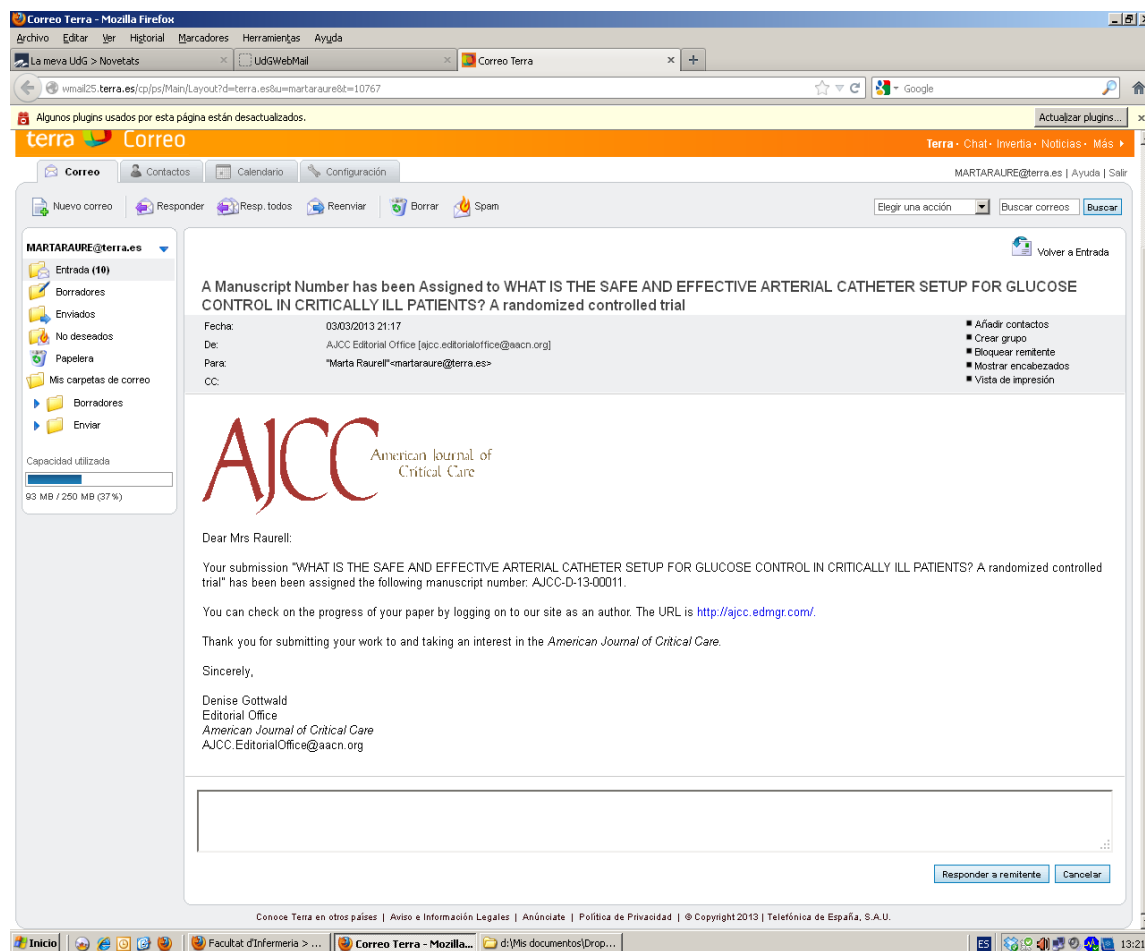 Correo Terra - Mozilla Firefox
Archivo Editar Ver Historial Marcadores Herramientas Ayuda
La meva UdG > Novetats × UdGWebMail × Correo Terra × +
wmail25.terra.es/cp/ps/Main/Layout?d=terra.es&u=martaraure&t=10767 Google
Algunos plugins usados por esta página están desactualizados. Actualizar plugins... x
terra Correo Terra · Chat · Invertia · Noticias · Más
Correo Contactos Calendario Configuración MARTARAURE@terra.es | Ayuda | Salir
Nuevo correo Responder Resp. todos Reenviar Borrar Spam Elegir una acción Buscar correos Buscar
MARTARAURE@terra.es
Entrada (10)
Borradores
Enviados
No deseados
Papelera
Mis carpetas de correo
Borradores
Enviar
Capacidad utilizada
93 MB / 250 MB (37 %)
Volver a Entrada
A Manuscript Number has been Assigned to WHAT IS THE SAFE AND EFFECTIVE ARTERIAL CATHETER SETUP FOR GLUCOSE
CONTROL IN CRITICALLY ILL PATIENTS? A randomized controlled trial
Fecha: 03/03/2013 21:17
De: AJCC Editorial Office [ajcc.editorialoffice@aacn.org]
Para: "Marta Raurell"<martaraure@terra.es>
CC:
Añadir contactos
Crear grupo
Bloquear remitente
Mostrar encabezados
Vista de impresión
AJCC American Journal of
Critical Care
Dear Mrs Raurell:
Your submission "WHAT IS THE SAFE AND EFFECTIVE ARTERIAL CATHETER SETUP FOR GLUCOSE CONTROL IN CRITICALLY ILL PATIENTS? A randomized controlled
trial" has been been assigned the following manuscript number: AJCC-D-13-00011.
You can check on the progress of your paper by logging on to our site as an author. The URL is http://ajcc.edmgr.com/.
Thank you for submitting your work to and taking an interest in the American Journal of Critical Care.
Sincerely,
Denise Gottwald
Editorial Office
American Journal of Critical Care
AJCC.EditorialOffice@aacn.org
Responder a remitente Cancelar
Conoce Terra en otros países | Aviso e Información Legales | Anúnciate | Política de Privacidad | © Copyright 2013 | Telefónica de España, S.A.U.
Inicio Facultat d'Infermeria > ... Correo Terra - Mozilla... d:\Mis documentos\Drop... ES 13:21